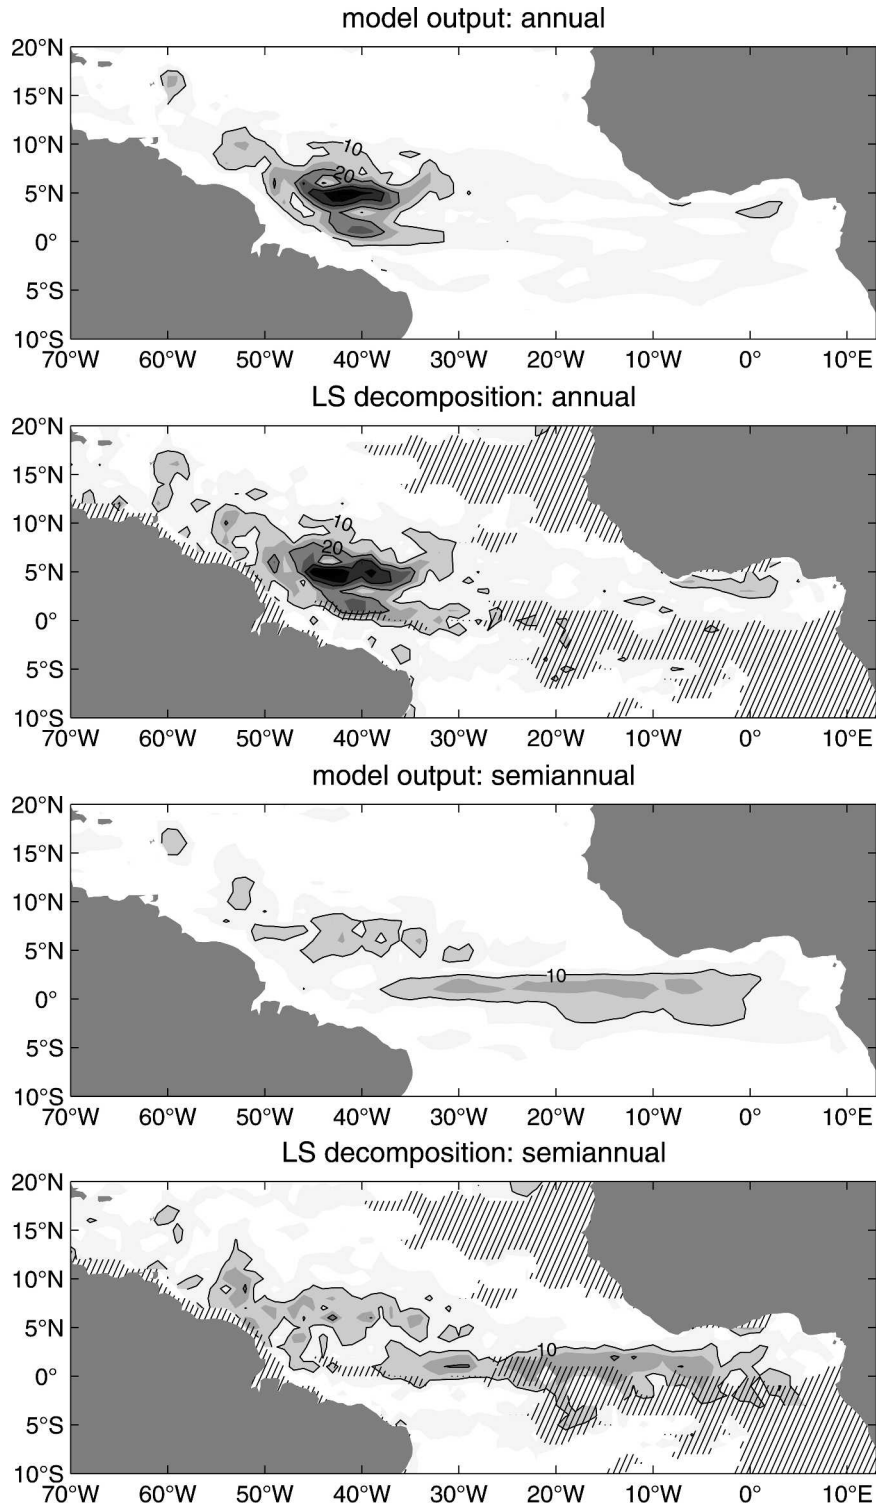 model output: annual
20°N
15°N
10°N
5°N
0°
5°S
10°S
10
20
70°W 60°W 50°W 40°W 30°W 20°W 10°W 0° 10°E
LS decomposition: annual
20°N
15°N
10°N
5°N
0°
5°S
10°S
10
20
70°W 60°W 50°W 40°W 30°W 20°W 10°W 0° 10°E
model output: semiannual
20°N
15°N
10°N
5°N
0°
5°S
10°S
10
70°W 60°W 50°W 40°W 30°W 20°W 10°W 0° 10°E
LS decomposition: semiannual
20°N
15°N
10°N
5°N
0°
5°S
10°S
10
70°W 60°W 50°W 40°W 30°W 20°W 10°W 0° 10°E